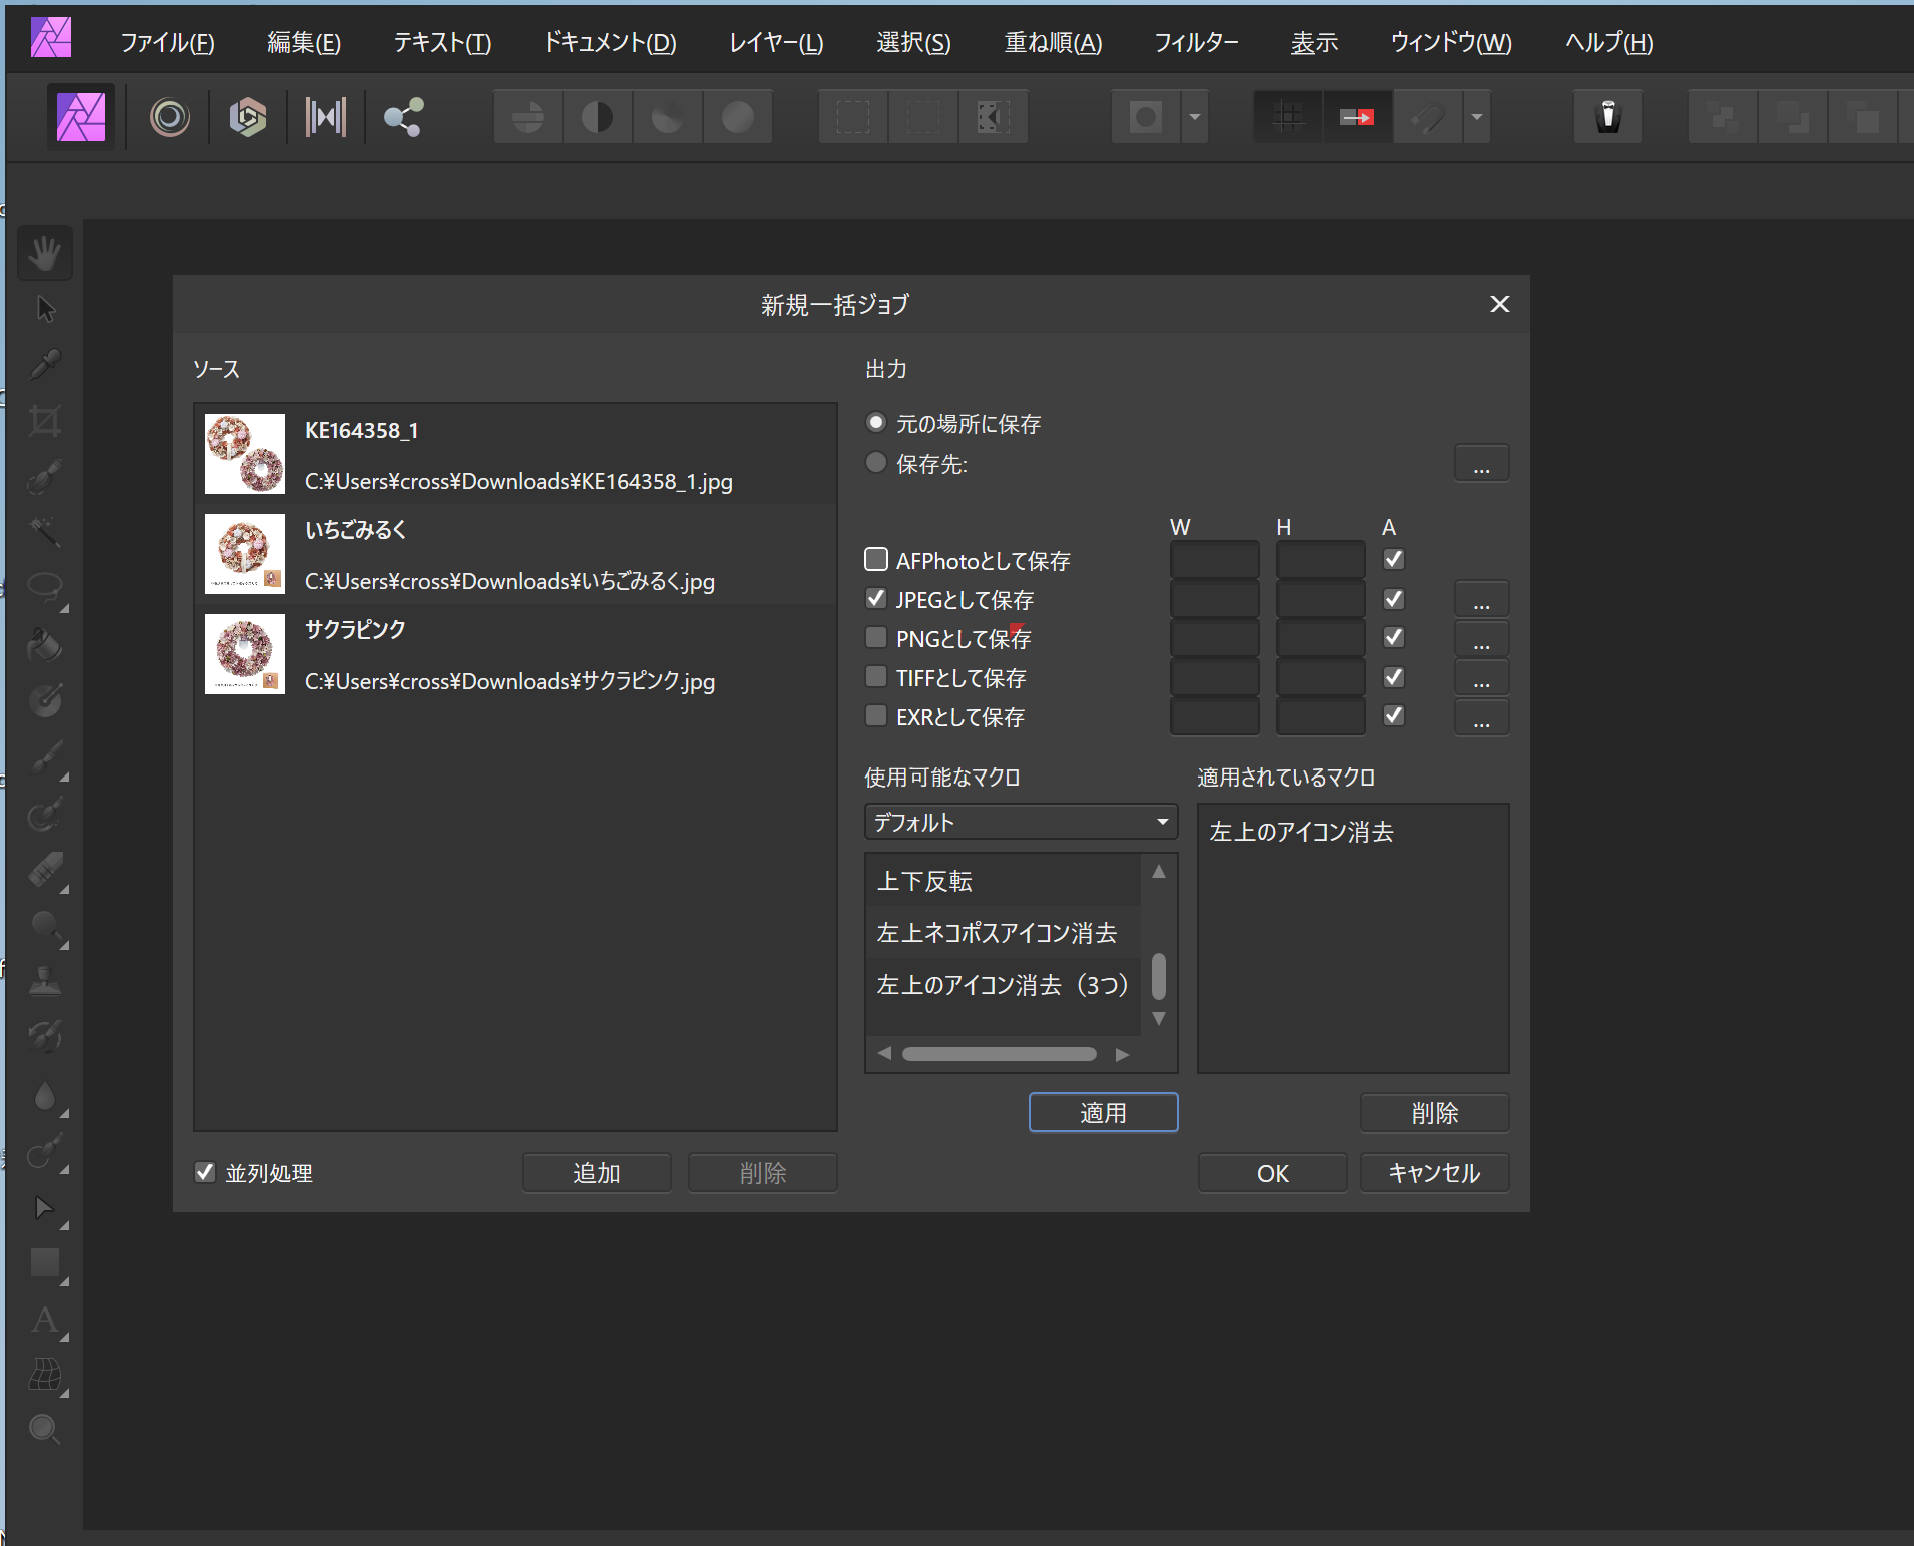 ファイル(F) 編集(E) テキスト(T) ドキュメント(D) レイヤー(L) 選択(S) 重ね順(A) フィルター 表示 ウィンドウ(W) ヘルプ(H)
新規一括ジョブ
ソース
KE164358_1
C:¥Users¥cross¥Downloads¥KE164358_1.jpg
いちごみるく
C:¥Users¥cross¥Downloads¥いちごみるく.jpg
サクラピンク
C:¥Users¥cross¥Downloads¥サクラピンク.jpg
並列処理
追加
削除
出力
元の場所に保存
保存先:
...
W H A
AFPhotoとして保存
JPEGとして保存 ...
PNGとして保存 ...
TIFFとして保存 ...
EXRとして保存 ...
使用可能なマクロ
デフォルト
上下反転
左上ネコポスアイコン消去
左上のアイコン消去（3つ）
適用
適用されているマクロ
左上のアイコン消去
削除
OK
キャンセル
A